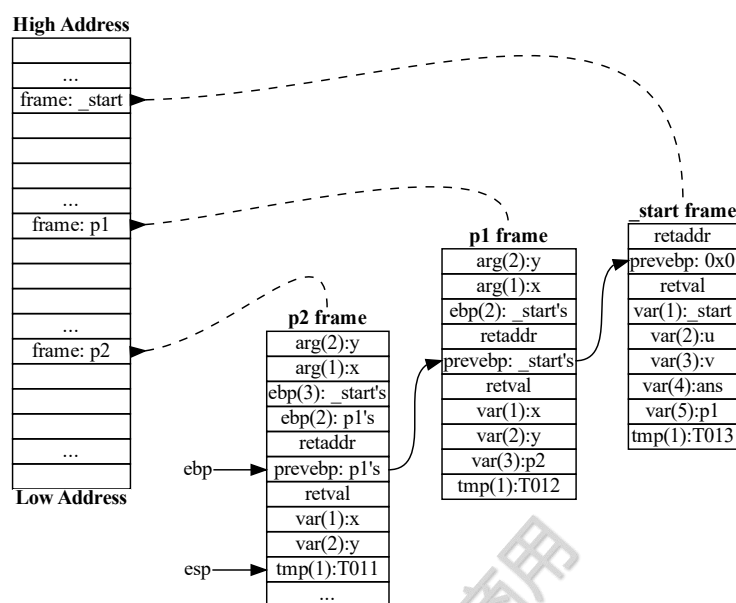 High Address
...
frame: _start
...
frame: p1
...
frame: p2
...
Low Address
p2 frame
arg(2):y
arg(1):x
ebp(3): _start's
ebp(2): p1's
retaddr
ebp
prevebp: p1's
retval
var(1):x
var(2):y
esp
tmp(1):T011
...
p1 frame
arg(2):y
arg(1):x
ebp(2): _start's
retaddr
prevebp: _start's
retval
var(1):x
var(2):y
var(3):p2
tmp(1):T012
_start frame
retaddr
prevebp: 0x0
retval
var(1):_start
var(2):u
var(3):v
var(4):ans
var(5):p1
tmp(1):T013
商用